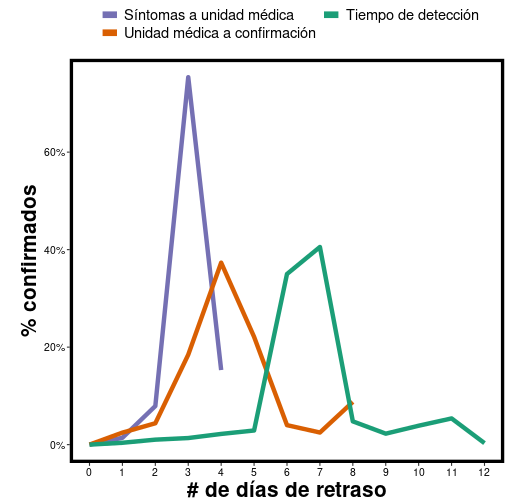 Síntomas a unidad médica
Tiempo de detección
Unidad médica a confirmación
60%
40%
20%
0%
% confirmados
0 1 2 3 4 5 6 7 8 9 10 11 12
# de días de retraso